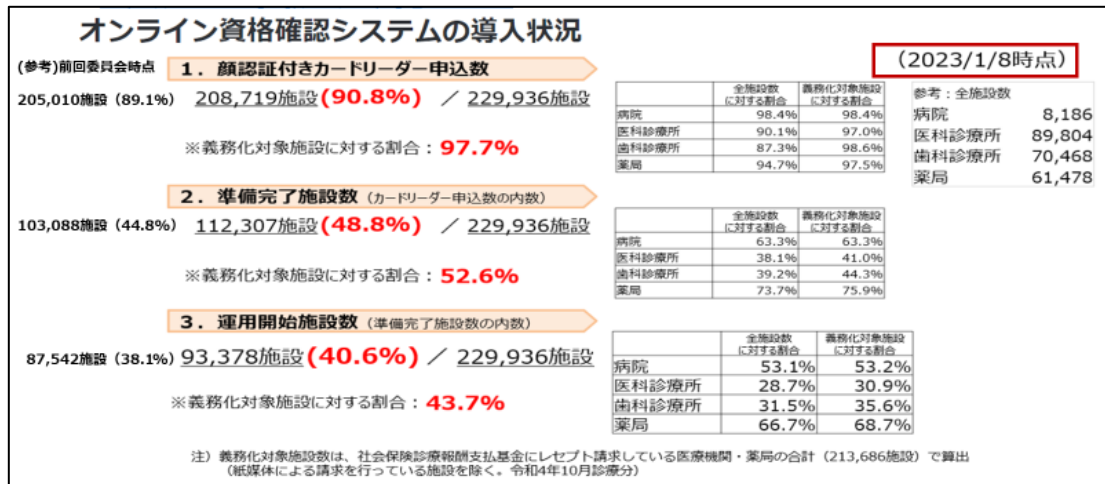 オンライン資格確認システムの導入状況
(参考)前回委員会時点
1．顔認証付きカードリーダー申込数
（2023/1/8時点）
205,010施設（89.1%）
208,719施設(90.8%) ／ 229,936施設
※義務化対象施設に対する割合：97.7%
全施設数に対する割合 義務化対象施設に対する割合
病院 98.4% 98.4%
医科診療所 90.1% 97.0%
歯科診療所 87.3% 98.6%
薬局 94.7% 97.5%
参考：全施設数
病院 8,186
医科診療所 89,804
歯科診療所 70,468
薬局 61,478
2．準備完了施設数（カードリーダー申込数の内数）
103,088施設（44.8%）
112,307施設(48.8%) ／ 229,936施設
※義務化対象施設に対する割合：52.6%
全施設数に対する割合 義務化対象施設に対する割合
病院 63.3% 63.3%
医科診療所 38.1% 41.0%
歯科診療所 39.2% 44.3%
薬局 73.7% 75.9%
3．運用開始施設数（準備完了施設数の内数）
87,542施設（38.1%）
93,378施設(40.6%) ／ 229,936施設
※義務化対象施設に対する割合：43.7%
全施設数に対する割合 義務化対象施設に対する割合
病院 53.1% 53.2%
医科診療所 28.7% 30.9%
歯科診療所 31.5% 35.6%
薬局 66.7% 68.7%
注）義務化対象施設数は、社会保険診療報酬支払基金にレセプト請求している医療機関・薬局の合計（213,686施設）で算出
（紙媒体による請求を行っている施設を除く。令和4年10月診療分）